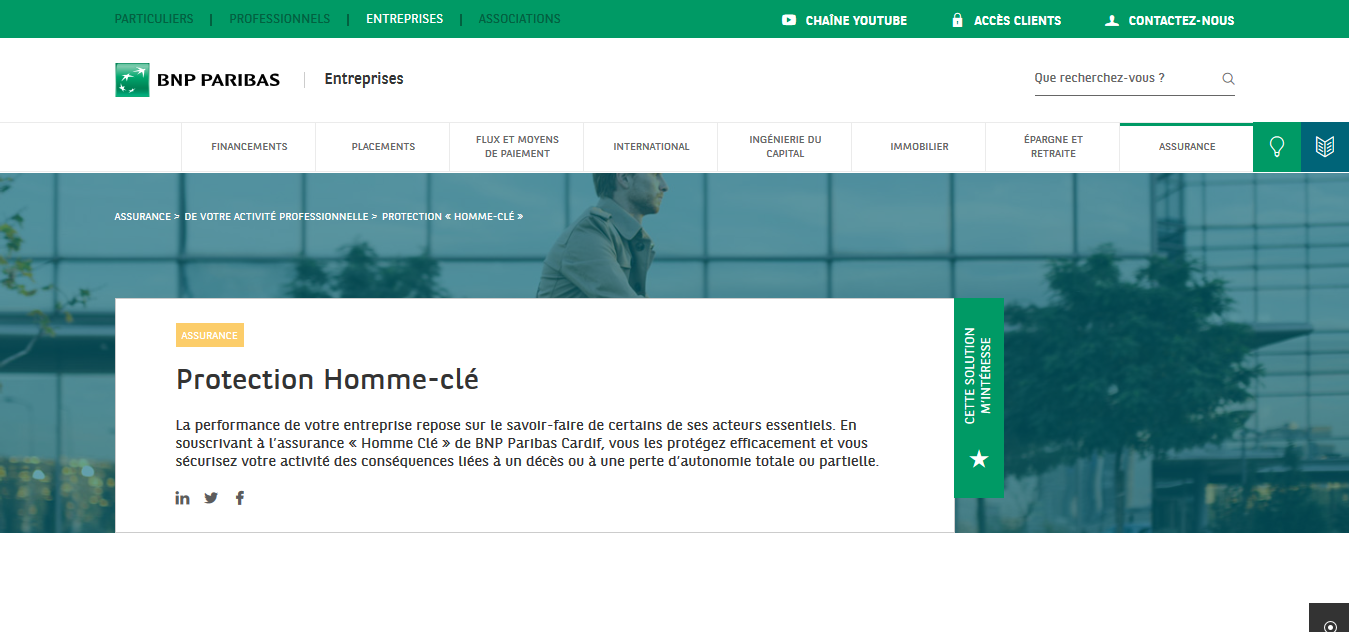 PARTICULIERS | PROFESSIONNELS | ENTREPRISES | ASSOCIATIONS
CHAÎNE YOUTUBE ACCÈS CLIENTS CONTACTEZ-NOUS
BNP PARIBAS Entreprises
Que recherchez-vous ?
FINANCEMENTS
PLACEMENTS
FLUX ET MOYENS
DE PAIEMENT
INTERNATIONAL
INGÉNIERIE DU
CAPITAL
IMMOBILIER
ÉPARGNE ET
RETRAITE
ASSURANCE
ASSURANCE > DE VOTRE ACTIVITÉ PROFESSIONNELLE > PROTECTION « HOMME-CLÉ »
ASSURANCE
Protection Homme-clé
La performance de votre entreprise repose sur le savoir-faire de certains de ses acteurs essentiels. En
souscrivant à l'assurance « Homme Clé » de BNP Paribas Cardif, vous les protégez efficacement et vous
sécurisez votre activité des conséquences liées à un décès ou à une perte d'autonomie totale ou partielle.
CETTE SOLUTION
M'INTÉRESSE